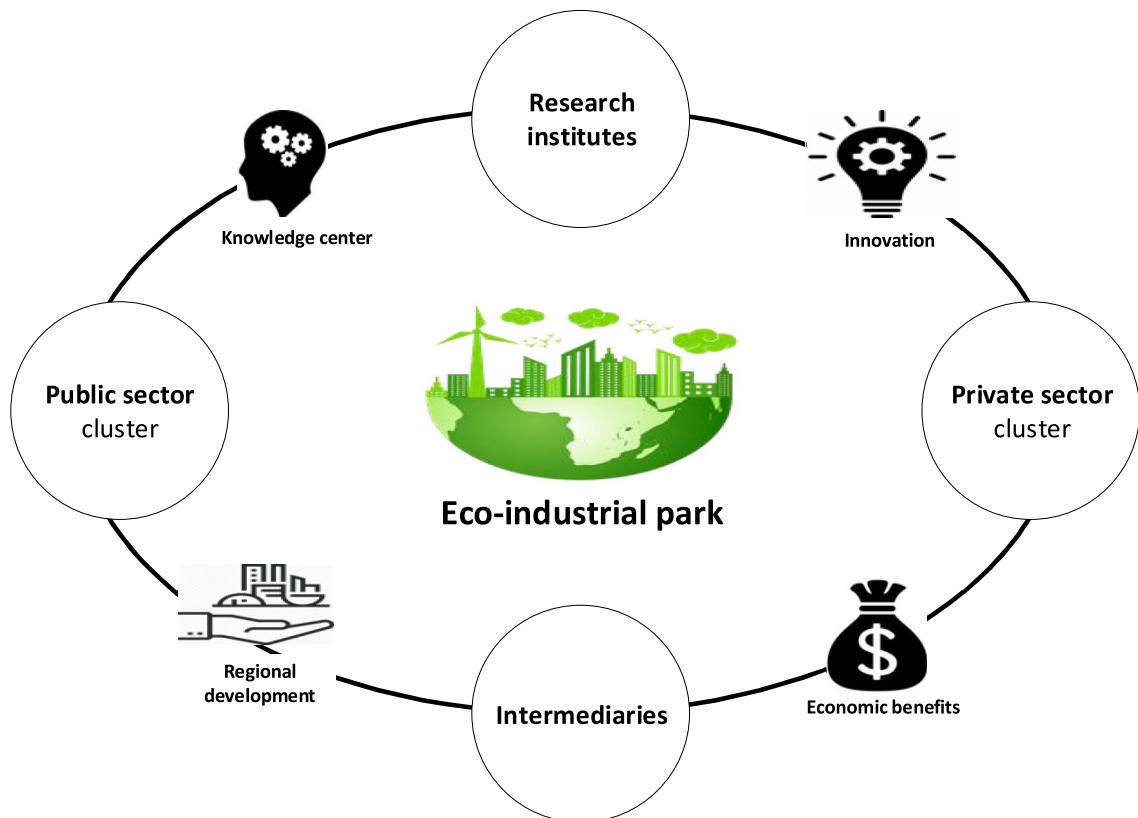 Research
institutes
Knowledge center
Innovation
Public sector
cluster
Private sector
cluster
Eco-industrial park
Regional
development
Intermediaries
$
Economic benefits